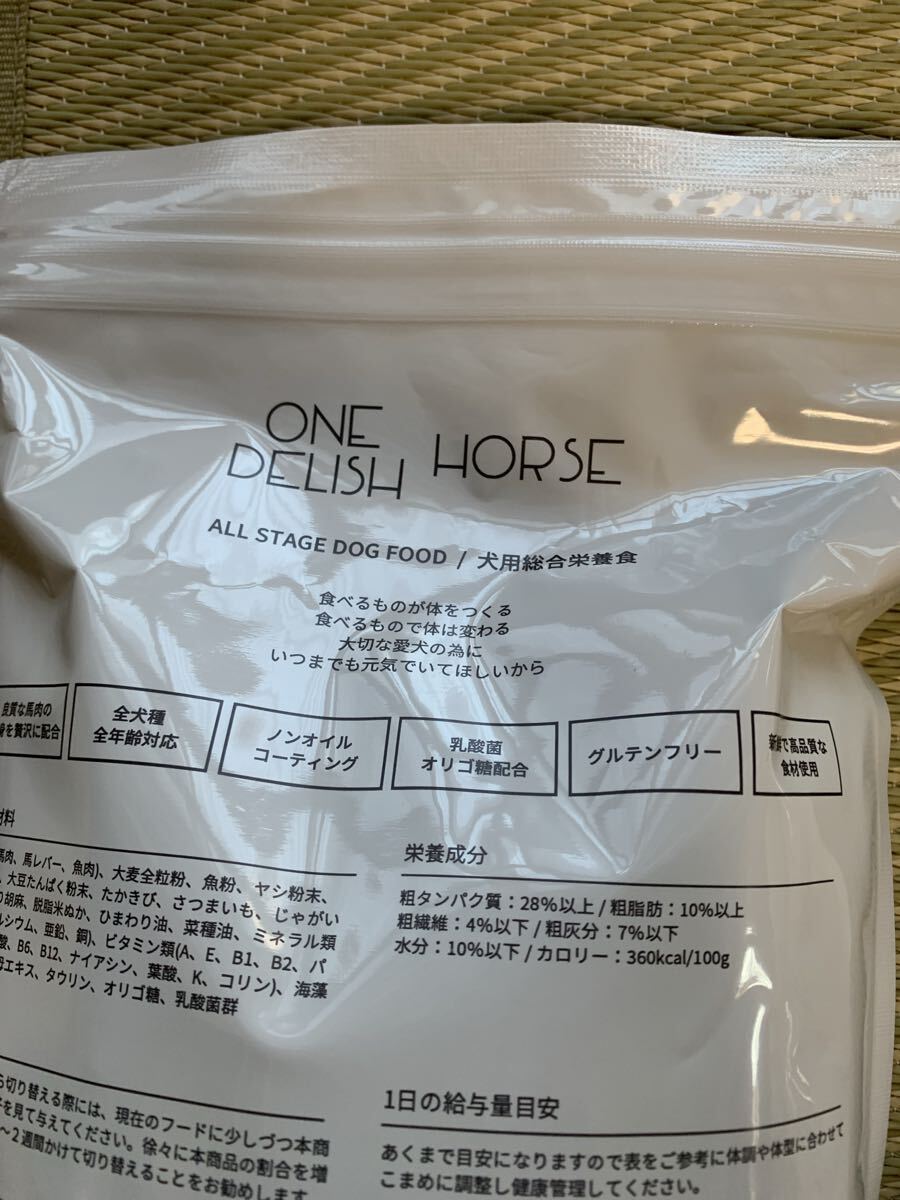 ONE
DELISH HORSE
ALL STAGE DOG FOOD / 犬用総合栄養食
食べるものが体をつくる
食べるもので体は変わる
大切な愛犬の為に
いつまでも元気でいてほしいから
良質な馬肉の
身を贅沢に配合
全犬種
全年齢対応
ノンオイル
コーティング
乳酸菌
オリゴ糖配合
グルテンフリー
新鮮で高品質な
食材使用
材料
馬肉、馬レバー、魚肉)、大麦全粒粉、魚粉、ヤシ粉末、
、大豆たんぱく粉末、たかきび、さつまいも、じゃがい
り胡麻、脱脂米ぬか、ひまわり油、菜種油、ミネラル類
ルシウム、亜鉛、銅)、ビタミン類(A、E、B1、B2、パ
酸、B6、B12、ナイアシン、葉酸、K、コリン)、海藻
母エキス、タウリン、オリゴ糖、乳酸菌群
栄養成分
粗タンパク質：28%以上 / 粗脂肪：10%以上
粗繊維：4%以下 / 粗灰分：7%以下
水分：10%以下 / カロリー：360kcal/100g
ら切り替える際には、現在のフードに少しづつ本商
子を見て与えてください。徐々に本商品の割合を増
～2週間かけて切り替えることをお勧めします
1日の給与量目安
あくまで目安になりますので表をご参考に体調や体型に合わせて
こまめに調整し健康管理してください。